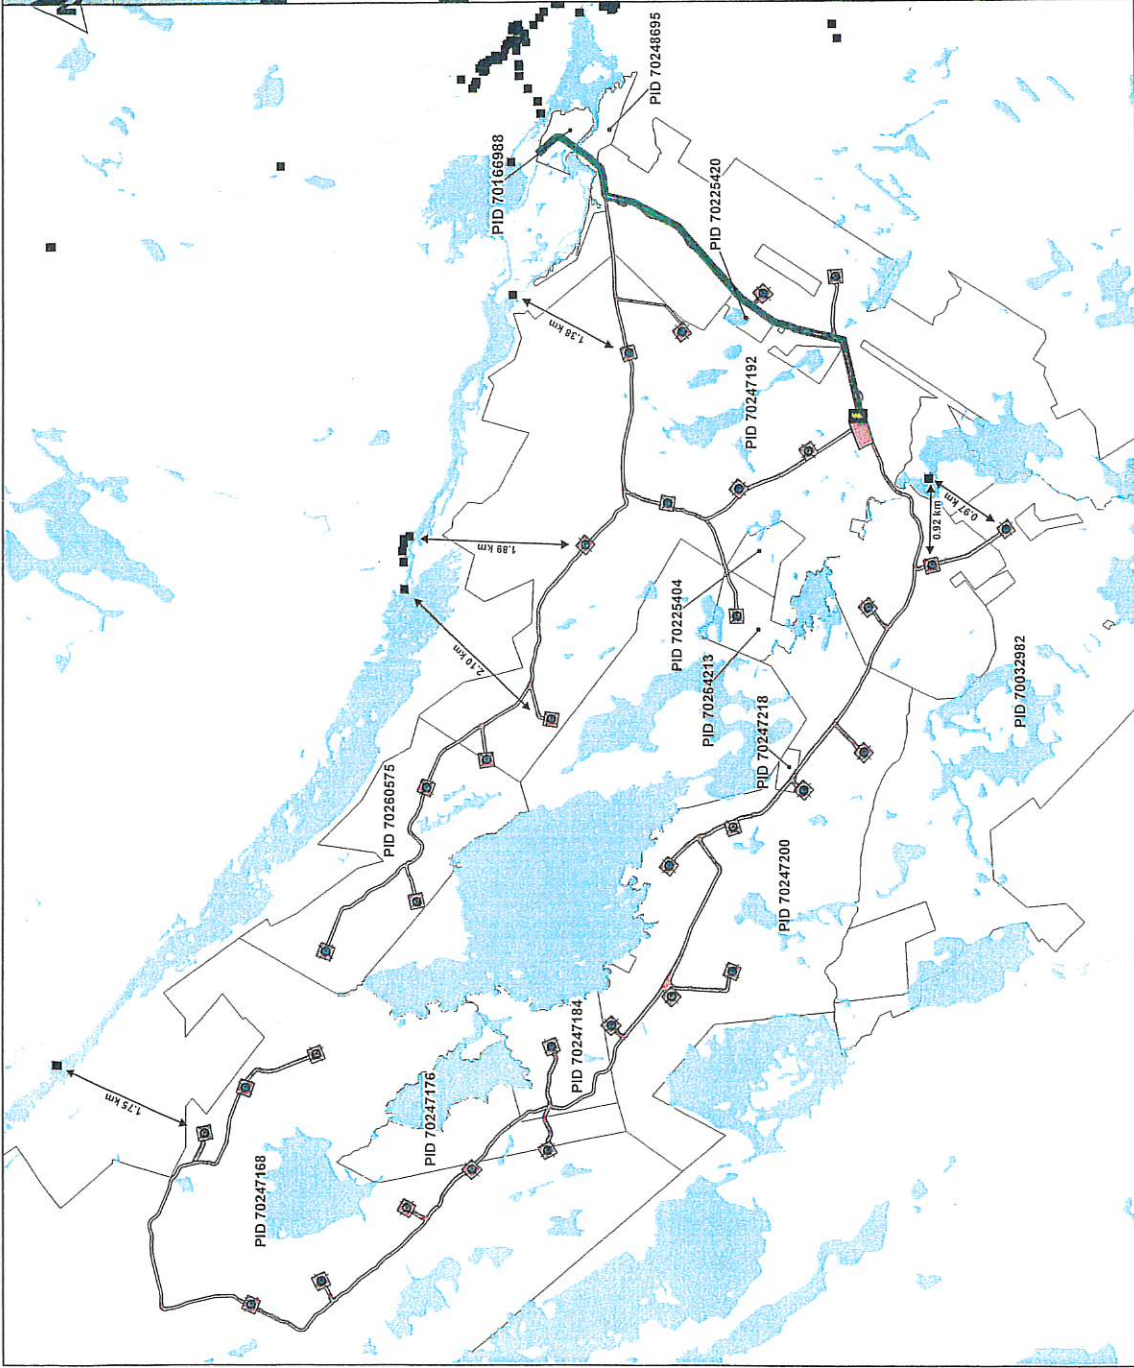 N
PID 70248695
PID 70166988
PID 70225420
1.38 km
PID 70247192
1.89 km
0.92 km
0.97 km
2.10 km
PID 70225404
PID 70264213
PID 70247218
PID 70032982
PID 70260575
PID 70247200
1.75 km
PID 70247184
PID 70247176
PID 70247168